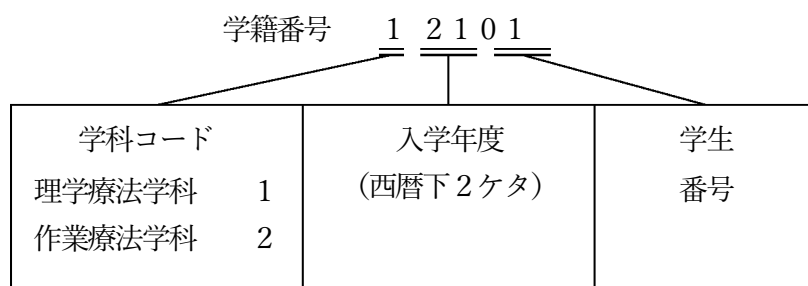 学籍番号 1 2101
学科コード
理学療法学科 1
作業療法学科 2
入学年度
(西暦下2ケタ)
学生
番号